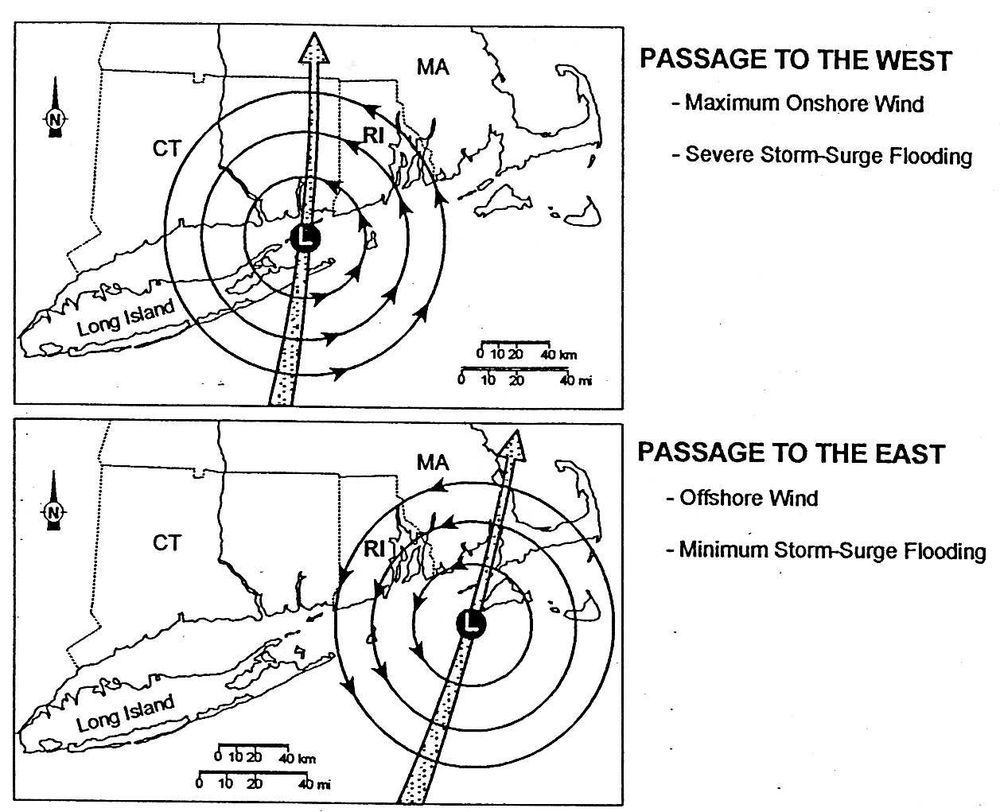 MA
N
RI
CT
L
Long Island
0 10 20 40 km
0 10 20 40 mi
PASSAGE TO THE WEST
- Maximum Onshore Wind
- Severe Storm-Surge Flooding
MA
N
CT
RI
L
Long Island
0 10 20 40 km
0 10 20 40 mi
PASSAGE TO THE EAST
- Offshore Wind
- Minimum Storm-Surge Flooding